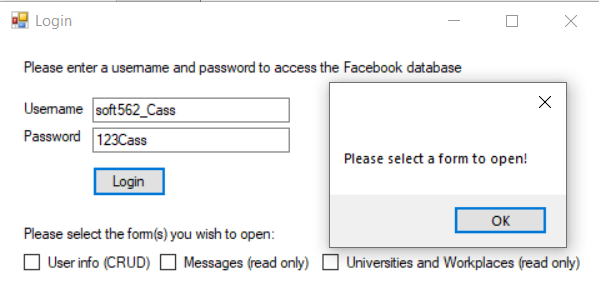 Login
Please enter a username and password to access the Facebook database
Username soft562_Cass
Password 123Cass
Login
Please select a form to open!
OK
Please select the form(s) you wish to open:
User info (CRUD) Messages (read only) Universities and Workplaces (read only)